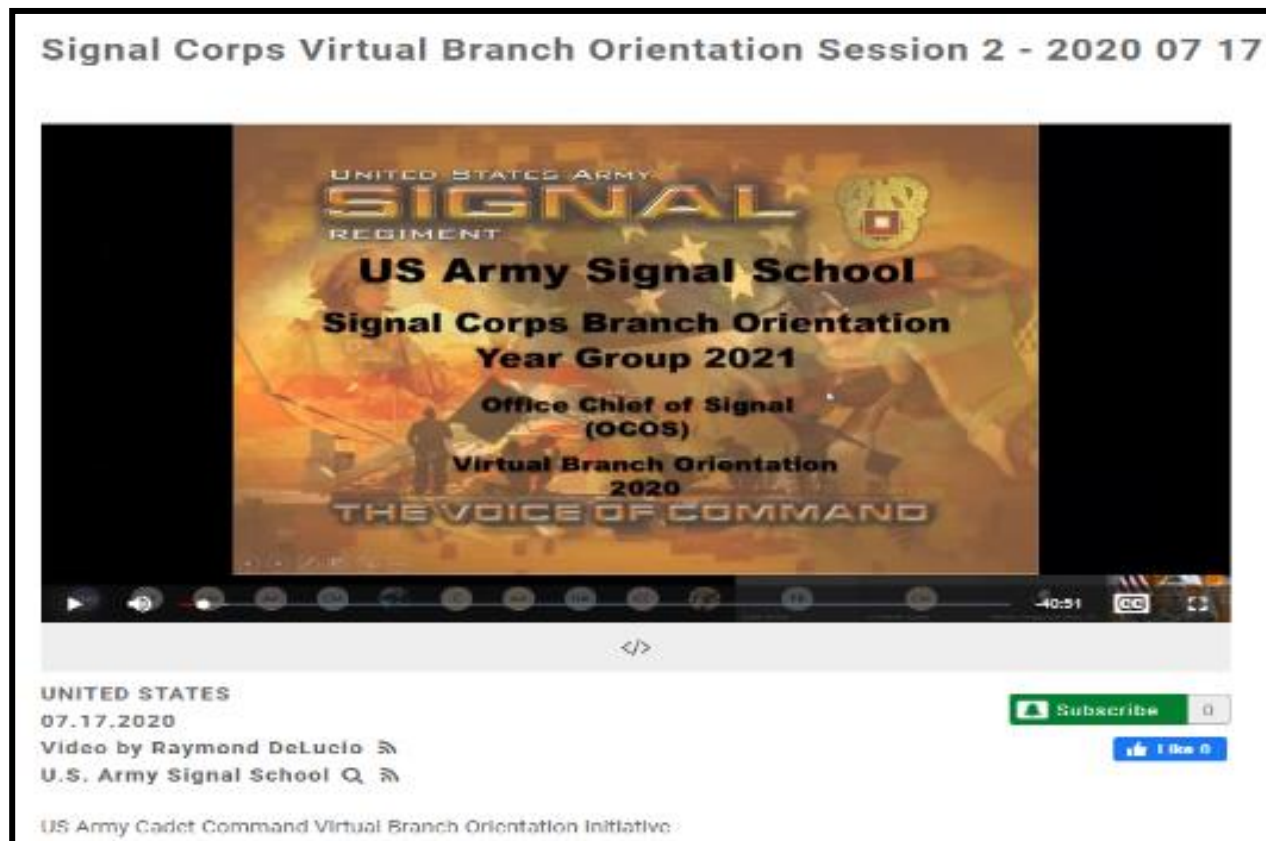 Signal Corps Virtual Branch Orientation Session 2 - 2020 07 17
UNITED STATES ARMY
SIGNAL
REGIMENT
US Army Signal School
Signal Corps Branch Orientation
Year Group 2021
Office Chief of Signal
(OCOS)
Virtual Branch Orientation
2020
THE VOICE OF COMMAND
-40:51 CC
</>
UNITED STATES
07.17.2020
Video by Raymond DeLucio
U.S. Army Signal School
Subscribe 0
Like 0
US Army Cadet Command Virtual Branch Orientation Initiative